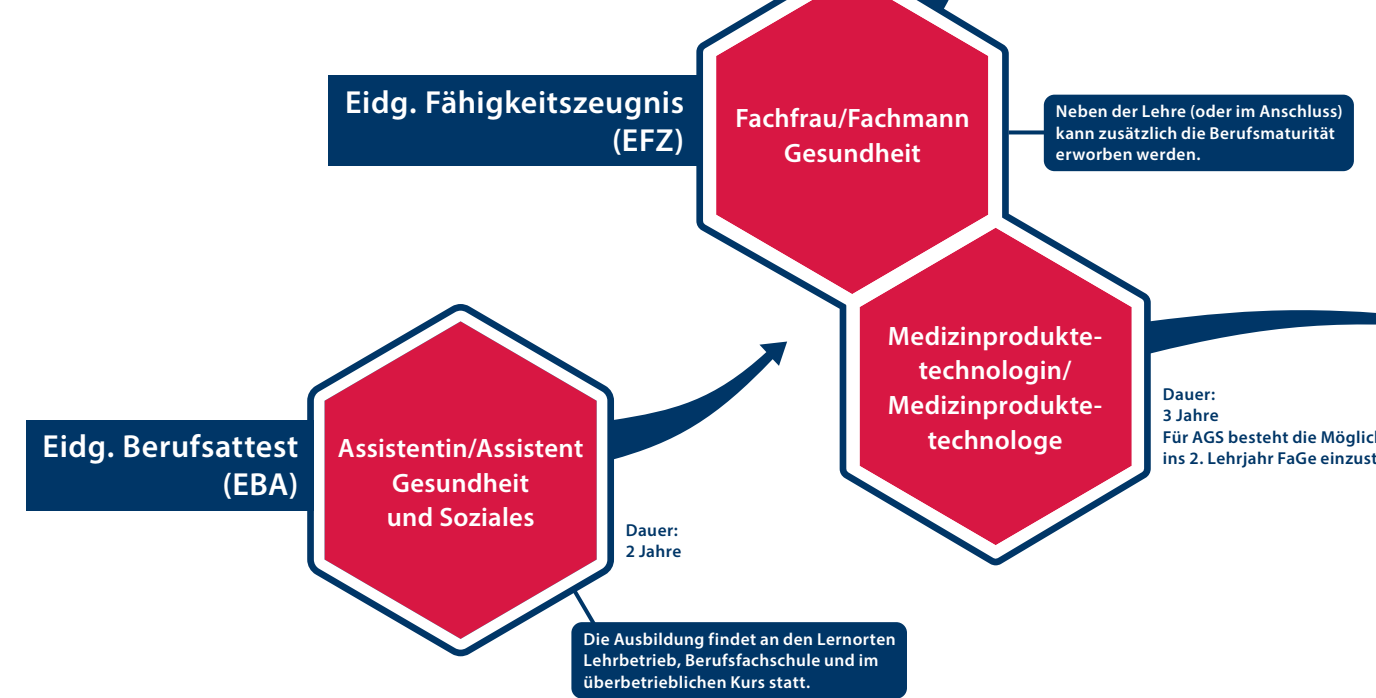 Eidg. Fähigkeitszeugnis
(EFZ)
Fachfrau/Fachmann
Gesundheit
Neben der Lehre (oder im Anschluss)
kann zusätzlich die Berufsmaturität
erworben werden.
Medizinprodukte-
technologin/
Medizinprodukte-
technologe
Dauer:
3 Jahre
Für AGS besteht die
ins 2. Lehrjahr FaGe
Eidg. Berufsattest
(EBA)
Assistentin/Assistent
Gesundheit
und Soziales
Dauer:
2 Jahre
Die Ausbildung findet an den Lernorten
Lehrbetrieb, Berufsfachschule und im
überbetrieblichen Kurs statt.